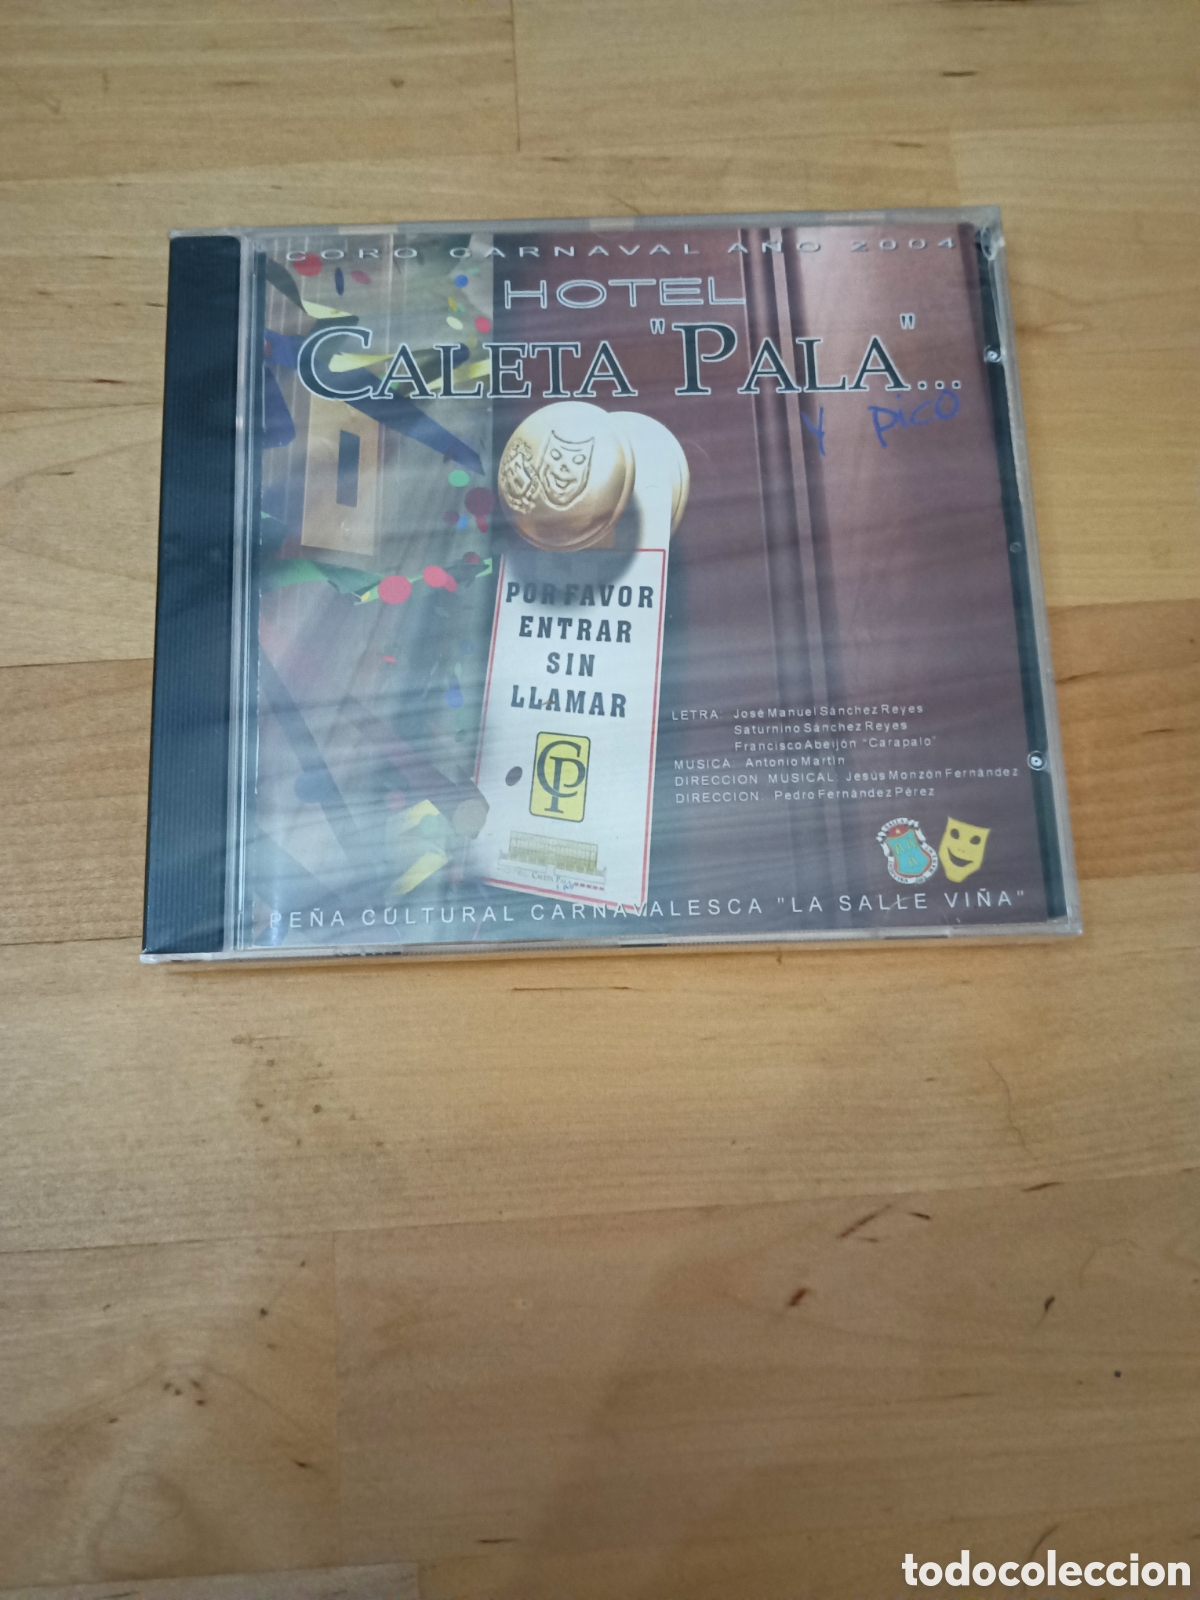 CORO CARNAVAL AÑO 2004
HOTEL
CALETA "PALA"...
y pico
POR FAVOR
ENTRAR
SIN
LLAMAR
CP
LETRA: José Manuel Sánchez Reyes
Saturnino Sánchez Reyes
Francisco Abeijón "Carapalo"
MUSICA: Antonio Martín
DIRECCION MUSICAL: Jesús Monzón Fernández
DIRECCION: Pedro Fernández Pérez
PEÑA CULTURAL CARNAVALESCA "LA SALLE VIÑA"
todocoleccion